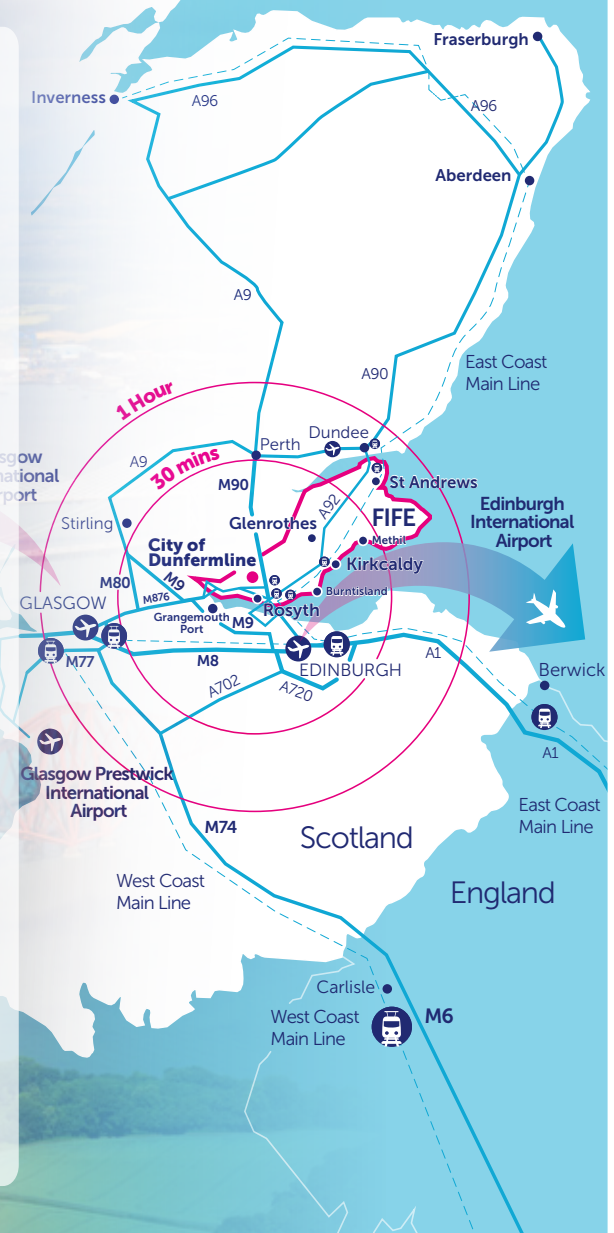 Fraserburgh
Inverness
A96
A96
Aberdeen
A9
A90
East Coast
Main Line
1 Hour
Dundee
Perth
A9
30 mins
M90
St Andrews
A92
FIFE
Edinburgh
International
Airport
Stirling
Glenrothes
Methil
City of
Dunfermline
Kirkcaldy
M80
M9
M876
Burntisland
GLASGOW
Rosyth
Grangemouth
Port
M9
M77
M8
EDINBURGH
A1
A702
A720
Berwick
Glasgow Prestwick
International
Airport
A1
East Coast
Main Line
M74
Scotland
West Coast
Main Line
England
Carlisle
West Coast
Main Line
M6